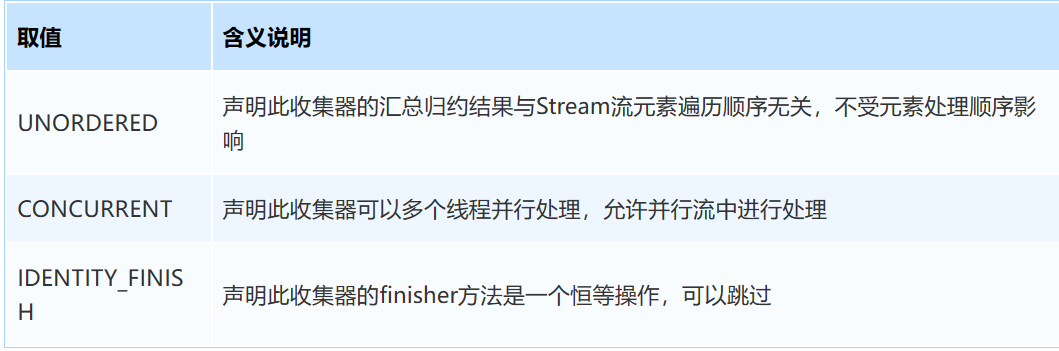 取值 含义说明
UNORDERED 声明此收集器的汇总归约结果与Stream流元素遍历顺序无关，不受元素处理顺序影
响
CONCURRENT 声明此收集器可以多个线程并行处理，允许并行流中进行处理
IDENTITY_FINIS
H
声明此收集器的finisher方法是一个恒等操作，可以跳过